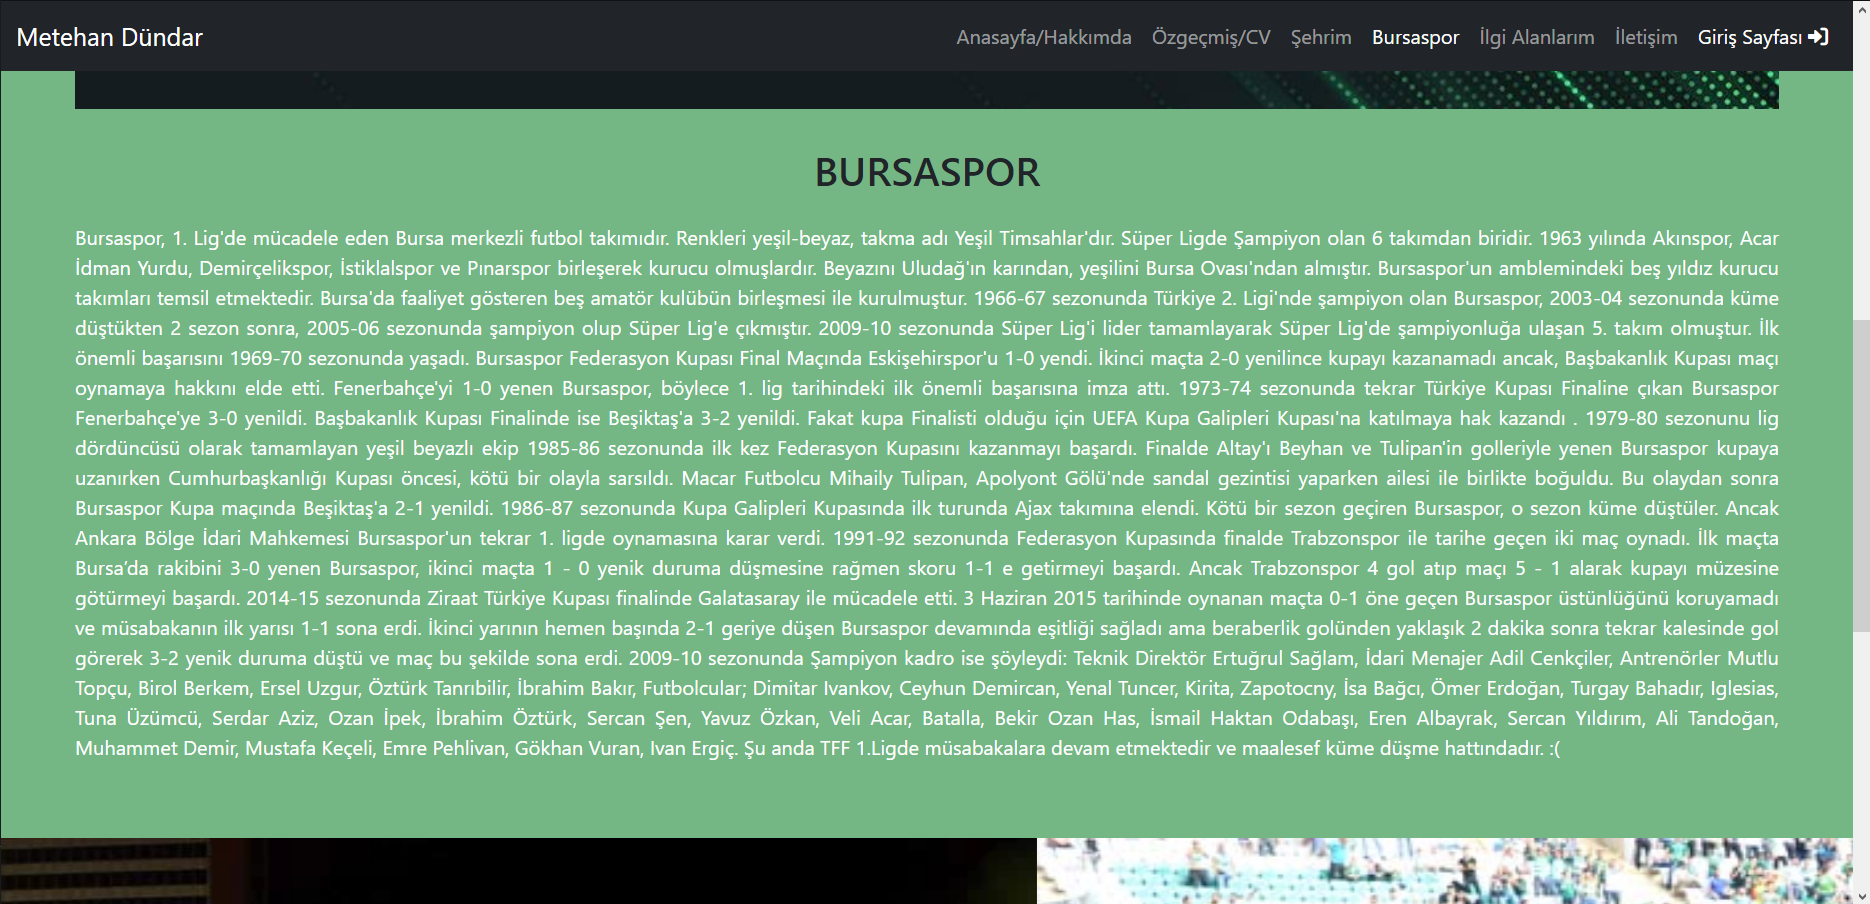 Metehan Dündar
Anasayfa/Hakkımda Özgeçmiş/CV Şehrim Bursaspor İlgi Alanlarım İletişim Giriş Sayfası
BURSASPOR
Bursaspor, 1. Lig'de mücadele eden Bursa merkezli futbol takımıdır. Renkleri yeşil-beyaz, takma adı Yeşil Timsahlar'dır. Süper Ligde Şampiyon olan 6 takımdan biridir. 1963 yılında Akınspor, Acar
İdman Yurdu, Demirçelikspor, İstiklalspor ve Pınarspor birleşerek kurucu olmuşlardır. Beyazını Uludağ'ın karından, yeşilini Bursa Ovası'ndan almıştır. Bursaspor'un amblemindeki beş yıldız kurucu
takımları temsil etmektedir. Bursa'da faaliyet gösteren beş amatör kulübün birleşmesi ile kurulmuştur. 1966-67 sezonunda Türkiye 2. Ligi'nde şampiyon olan Bursaspor, 2003-04 sezonunda küme
düştükten 2 sezon sonra, 2005-06 sezonunda şampiyon olup Süper Lig'e çıkmıştır. 2009-10 sezonunda Süper Lig'i lider tamamlayarak Süper Lig'de şampiyonluğa ulaşan 5. takım olmuştur. İlk
önemli başarısını 1969-70 sezonunda yaşadı. Bursaspor Federasyon Kupası Final Maçında Eskişehirspor'u 1-0 yendi. İkinci maçta 2-0 yenilince kupayı kazanamadı ancak, Başbakanlık Kupası maçı
oynamaya hakkını elde etti. Fenerbahçe'yi 1-0 yenen Bursaspor, böylece 1. lig tarihindeki ilk önemli başarısına imza attı. 1973-74 sezonunda tekrar Türkiye Kupası Finaline çıkan Bursaspor
Fenerbahçe'ye 3-0 yenildi. Başbakanlık Kupası Finalinde ise Beşiktaş'a 3-2 yenildi. Fakat kupa Finalisti olduğu için UEFA Kupa Galipleri Kupası'na katılmaya hak kazandı . 1979-80 sezonunu lig
dördüncüsü olarak tamamlayan yeşil beyazlı ekip 1985-86 sezonunda ilk kez Federasyon Kupasını kazanmayı başardı. Finalde Altay'ı Beyhan ve Tulipan'in golleriyle yenen Bursaspor kupaya
uzanırken Cumhurbaşkanlığı Kupası öncesi, kötü bir olayla sarsıldı. Macar Futbolcu Mihaily Tulipan, Apolyont Gölü'nde sandal gezintisi yaparken ailesi ile birlikte boğuldu. Bu olaydan sonra
Bursaspor Kupa maçında Beşiktaş'a 2-1 yenildi. 1986-87 sezonunda Kupa Galipleri Kupasında ilk turunda Ajax takımına elendi. Kötü bir sezon geçiren Bursaspor, o sezon küme düştüler. Ancak
Ankara Bölge İdari Mahkemesi Bursaspor'un tekrar 1. ligde oynamasına karar verdi. 1991-92 sezonunda Federasyon Kupasında finalde Trabzonspor ile tarihe geçen iki maç oynadı. İlk maçta
Bursa’da rakibini 3-0 yenen Bursaspor, ikinci maçta 1 - 0 yenik duruma düşmesine rağmen skoru 1-1 e getirmeyi başardı. Ancak Trabzonspor 4 gol atıp maçı 5 - 1 alarak kupayı müzesine
götürmeyi başardı. 2014-15 sezonunda Ziraat Türkiye Kupası finalinde Galatasaray ile mücadele etti. 3 Haziran 2015 tarihinde oynanan maçta 0-1 öne geçen Bursaspor üstünlüğünü koruyamadı
ve müsabakanın ilk yarısı 1-1 sona erdi. İkinci yarının hemen başında 2-1 geriye düşen Bursaspor devamında eşitliği sağladı ama beraberlik golünden yaklaşık 2 dakika sonra tekrar kalesinde gol
görerek 3-2 yenik duruma düştü ve maç bu şekilde sona erdi. 2009-10 sezonunda Şampiyon kadro ise şöyleydi: Teknik Direktör Ertuğrul Sağlam, İdari Menajer Adil Cenkçiler, Antrenörler Mutlu
Topçu, Birol Berkem, Ersel Uzgur, Öztürk Tanrıbilir, İbrahim Bakır, Futbolcular; Dimitar Ivankov, Ceyhun Demircan, Yenal Tuncer, Kirita, Zapotocny, İsa Bağcı, Ömer Erdoğan, Turgay Bahadır, Iglesias,
Tuna Üzümcü, Serdar Aziz, Ozan İpek, İbrahim Öztürk, Sercan Şen, Yavuz Özkan, Veli Acar, Batalla, Bekir Ozan Has, İsmail Haktan Odabaşı, Eren Albayrak, Sercan Yıldırım, Ali Tandoğan,
Muhammet Demir, Mustafa Keçeli, Emre Pehlivan, Gökhan Vuran, Ivan Ergiç. Şu anda TFF 1.Ligde müsabakalara devam etmektedir ve maalesef küme düşme hattındadır. :(